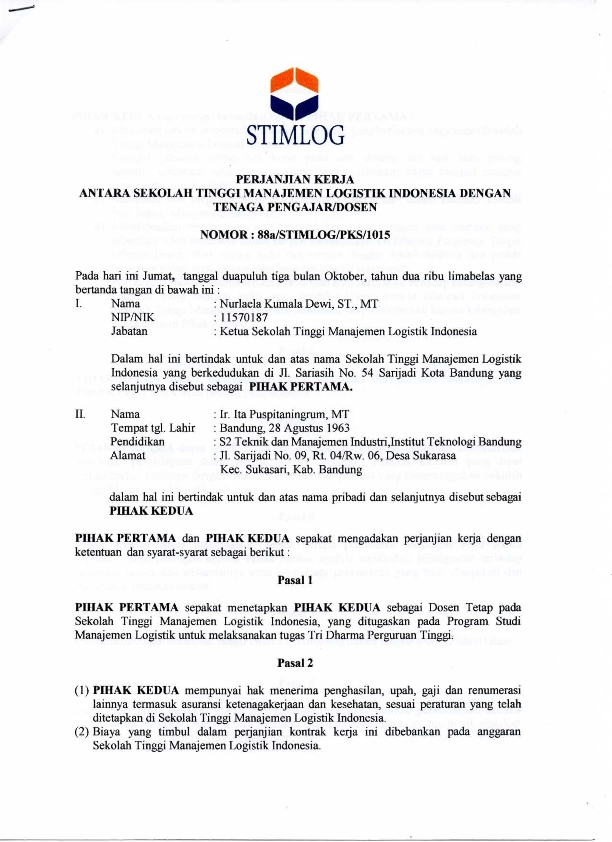 STIMLOG
PERJANJIAN KERJA
ANTARA SEKOLAH TINGGI MANAJEMEN LOGISTIK INDONESIA DENGAN
TENAGA PENGAJAR/DOSEN
NOMOR : 88a/STIMLOG/PKS/1015
Pada hari ini Jumat, tanggal duapuluh tiga bulan Oktober, tahun dua ribu limabelas yang
bertanda tangan di bawah ini :
I. Nama : Nurlaela Kumala Dewi, ST., MT
NIP/NIK : 11570187
Jabatan : Ketua Sekolah Tinggi Manajemen Logistik Indonesia
Dalam hal ini bertindak untuk dan atas nama Sekolah Tinggi Manajemen Logistik
Indonesia yang berkedudukan di Jl. Sariasih No. 54 Sarijadi Kota Bandung yang
selanjutnya disebut sebagai PIHAK PERTAMA.
II. Nama : Ir. Ita Puspitaningrum, MT
Tempat tgl. Lahir : Bandung, 28 Agustus 1963
Pendidikan : S2 Teknik dan Manajemen Industri,Institut Teknologi Bandung
Alamat : Jl. Sarijadi No. 09, Rt. 04/Rw. 06, Desa Sukarasa
Kec. Sukasari, Kab. Bandung
dalam hal ini bertindak untuk dan atas nama pribadi dan selanjutnya disebut sebagai
PIHAK KEDUA
PIHAK PERTAMA dan PIHAK KEDUA sepakat mengadakan perjanjian kerja dengan
ketentuan dan syarat-syarat sebagai berikut :
Pasal 1
PIHAK PERTAMA sepakat menetapkan PIHAK KEDUA sebagai Dosen Tetap pada
Sekolah Tinggi Manajemen Logistik Indonesia, yang ditugaskan pada Program Studi
Manajemen Logistik untuk melaksanakan tugas Tri Dharma Perguruan Tinggi.
Pasal 2
(1) PIHAK KEDUA mempunyai hak menerima penghasilan, upah, gaji dan renumerasi
lainnya termasuk asuransi ketenagakerjaan dan kesehatan, sesuai peraturan yang telah
ditetapkan di Sekolah Tinggi Manajemen Logistik Indonesia.
(2) Biaya yang timbul dalam perjanjian kontrak kerja ini dibebankan pada anggaran
Sekolah Tinggi Manajemen Logistik Indonesia.